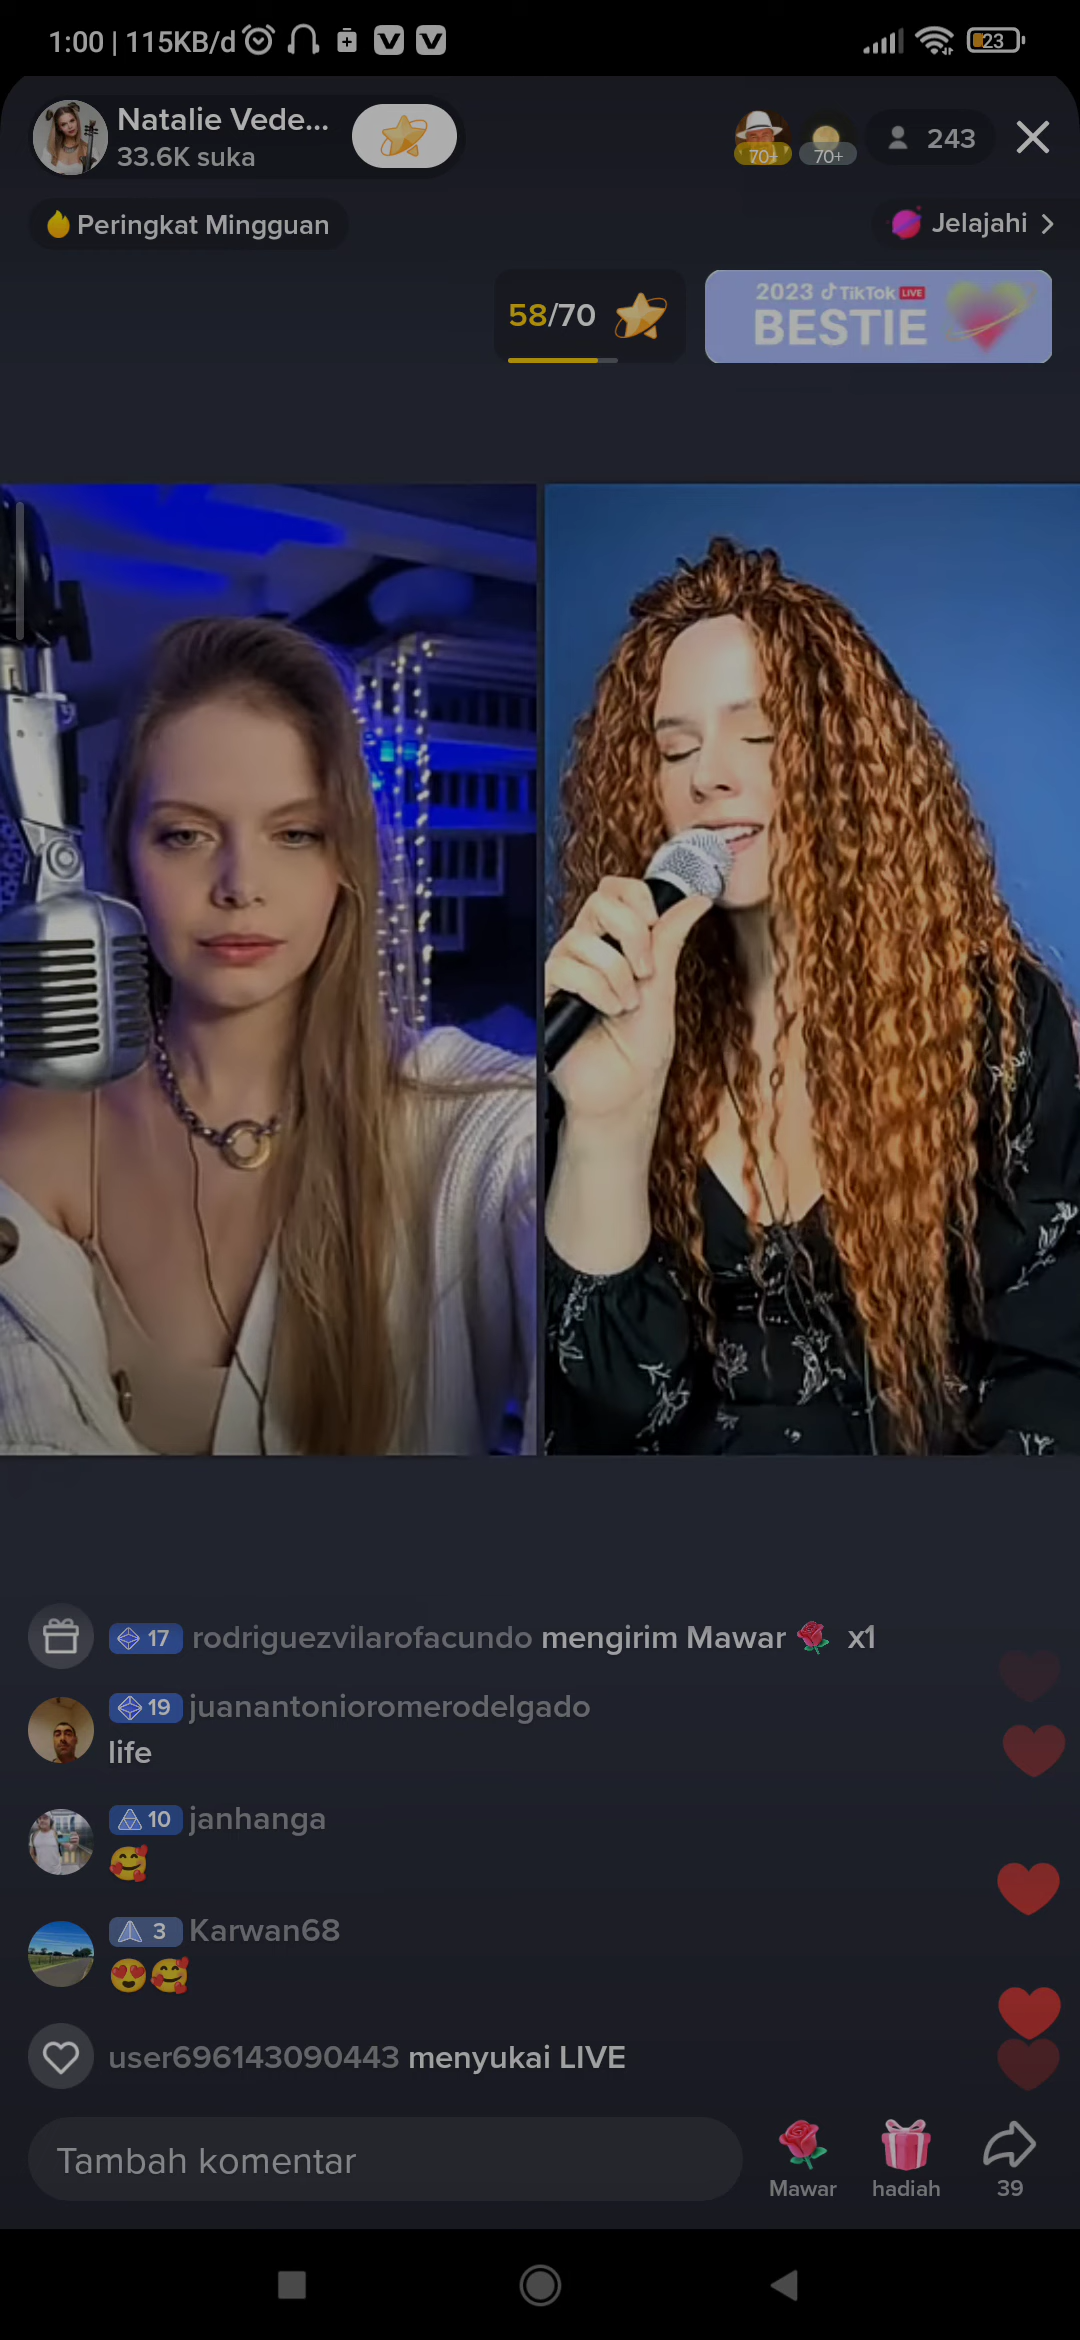 1:00 | 115KB/d
23
Natalie Vede...
33.6K suka
70+
70+
243
Peringkat Mingguan
Jelajahi
58/70
2023 TikTok LIVE
BESTIE
17 rodriguezvilarofacundo mengirim Mawar x1
19 juanantonioromerodelgado
life
10 janhanga
🥰
3 Karwan68
😍🥰
user696143090443 menyukai LIVE
Tambah komentar
Mawar
hadiah
39